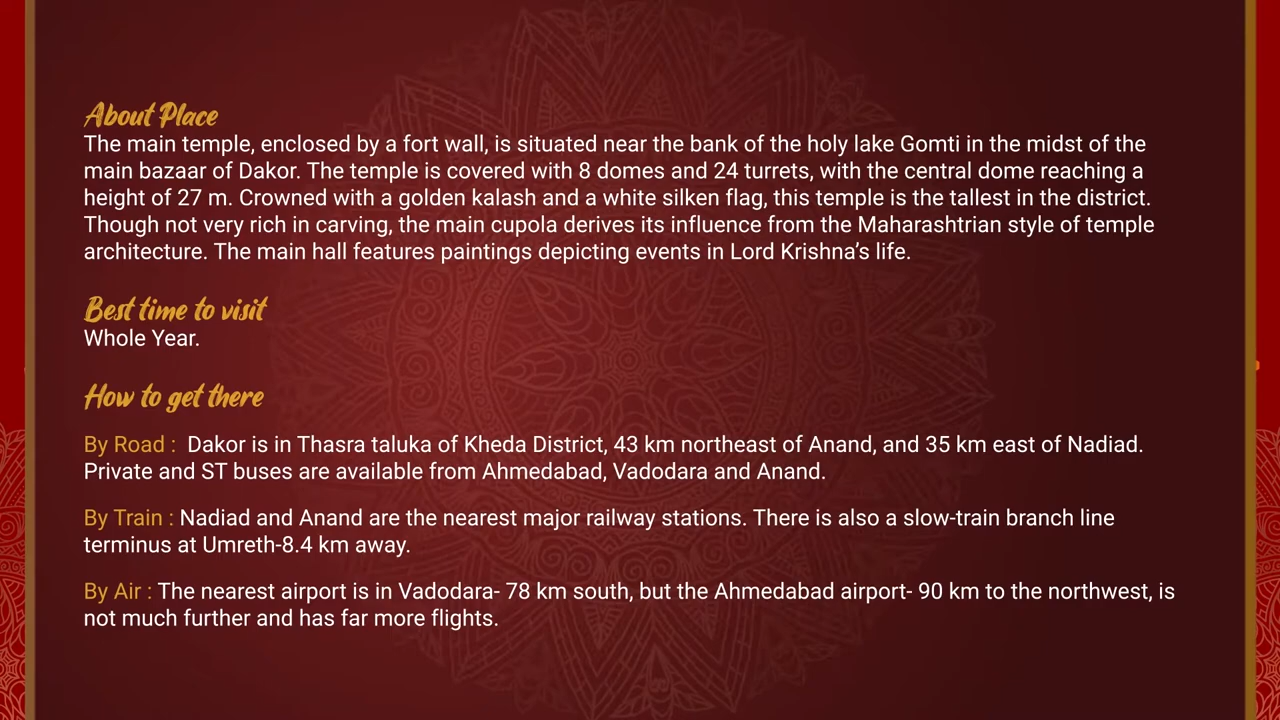 About Place
The main temple, enclosed by a fort wall, is situated near the bank of the holy lake Gomti in the midst of the
main bazaar of Dakor. The temple is covered with 8 domes and 24 turrets, with the central dome reaching a
height of 27 m. Crowned with a golden kalash and a white silken flag, this temple is the tallest in the district.
Though not very rich in carving, the main cupola derives its influence from the Maharashtrian style of temple
architecture. The main hall features paintings depicting events in Lord Krishna’s life.
Best time to visit
Whole Year.
How to get there
By Road : Dakor is in Thasra taluka of Kheda District, 43 km northeast of Anand, and 35 km east of Nadiad.
Private and ST buses are available from Ahmedabad, Vadodara and Anand.
By Train : Nadiad and Anand are the nearest major railway stations. There is also a slow-train branch line
terminus at Umreth-8.4 km away.
By Air : The nearest airport is in Vadodara- 78 km south, but the Ahmedabad airport- 90 km to the northwest, is
not much further and has far more flights.